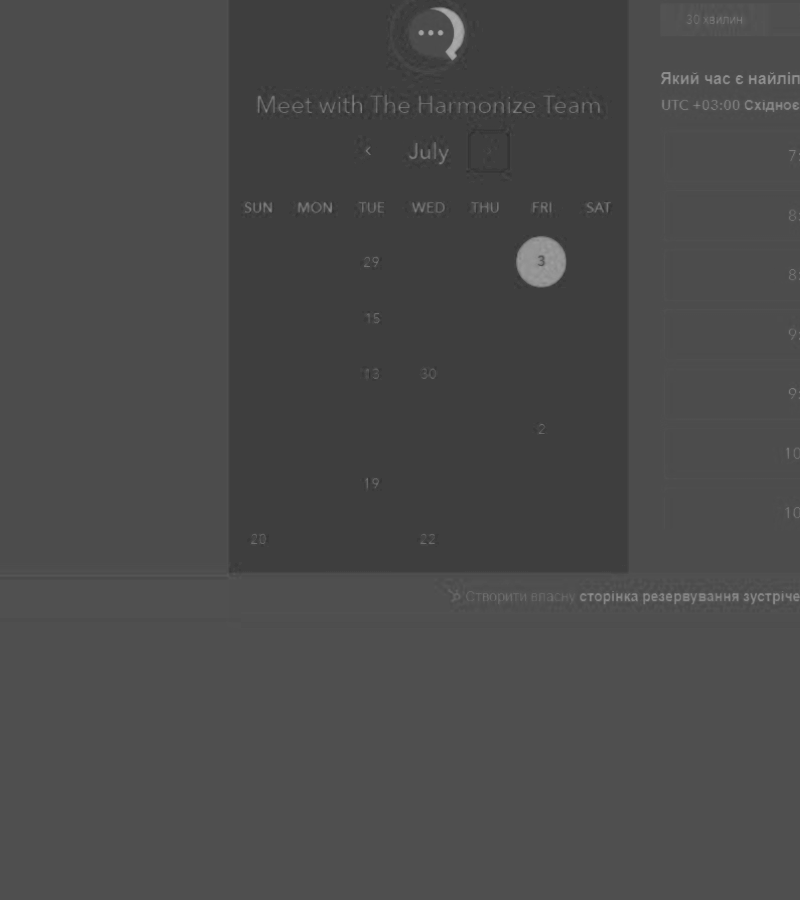 30 хвилин
Meet with The Harmonize Team
Який час є найліп
UTC +03:00 Східноє
‹ July ›
SUN MON TUE WED THU FRI SAT
29 3
15
13 30
2
19
20 22
7:
8:
8:
9:
9:
10
10
Створити власну сторінка резервування зустріче